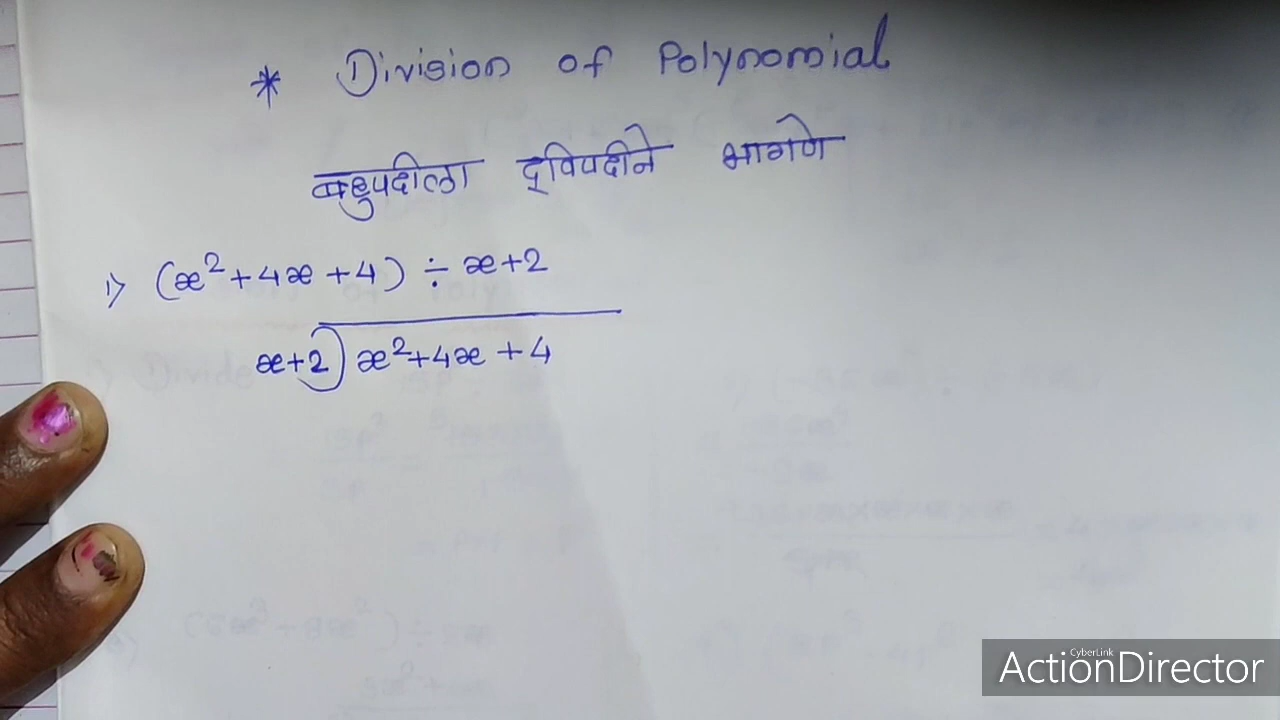 * Division of Polynomial
बहुपदीला द्विपदीने भागणे
1) (x²+4x+4) ÷ x+2
x+2) x²+4x+4
CyberLink
ActionDirector